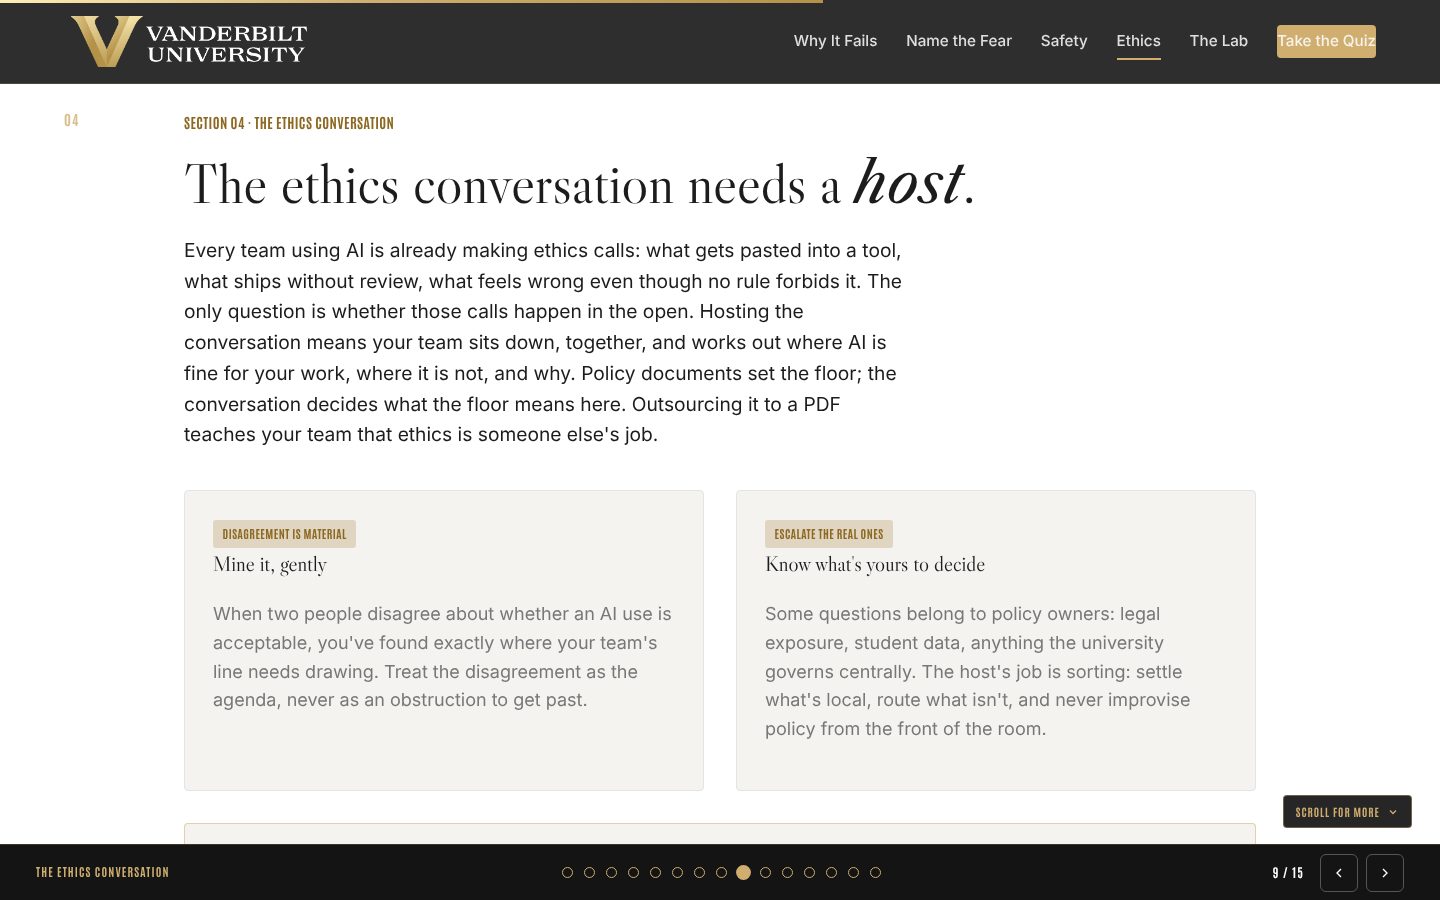 VANDERBILT
UNIVERSITY
Why It Fails
Name the Fear
Safety
Ethics
The Lab
Take the Quiz
04
SECTION 04 · THE ETHICS CONVERSATION
The ethics conversation needs a host.
Every team using AI is already making ethics calls: what gets pasted into a tool,
what ships without review, what feels wrong even though no rule forbids it. The
only question is whether those calls happen in the open. Hosting the
conversation means your team sits down, together, and works out where AI is
fine for your work, where it is not, and why. Policy documents set the floor; the
conversation decides what the floor means here. Outsourcing it to a PDF
teaches your team that ethics is someone else's job.
DISAGREEMENT IS MATERIAL
Mine it, gently
When two people disagree about whether an AI use is
acceptable, you've found exactly where your team's
line needs drawing. Treat the disagreement as the
agenda, never as an obstruction to get past.
ESCALATE THE REAL ONES
Know what's yours to decide
Some questions belong to policy owners: legal
exposure, student data, anything the university
governs centrally. The host's job is sorting: settle
what's local, route what isn't, and never improvise
policy from the front of the room.
SCROLL FOR MORE
THE ETHICS CONVERSATION
9 / 15